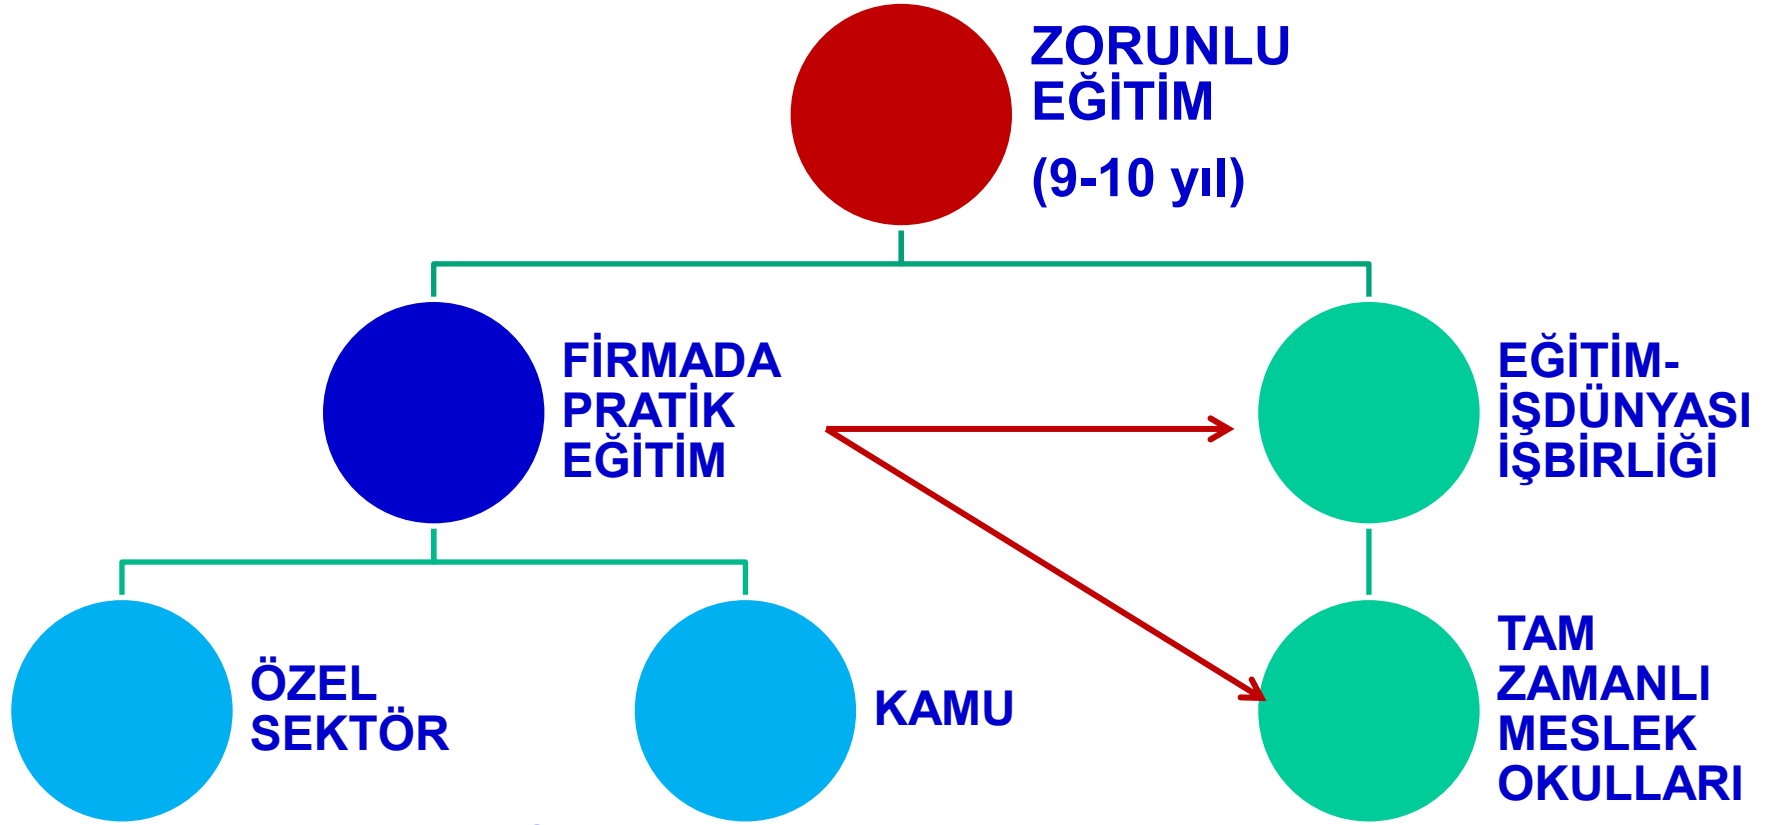 ZORUNLU
EĞİTİM
(9-10 yıl)
FİRMADA
PRATİK
EĞİTİM
EĞİTİM-
İŞDÜNYASI
İŞBİRLİĞİ
ÖZEL
SEKTÖR
KAMU
TAM
ZAMANLI
MESLEK
OKULLARI